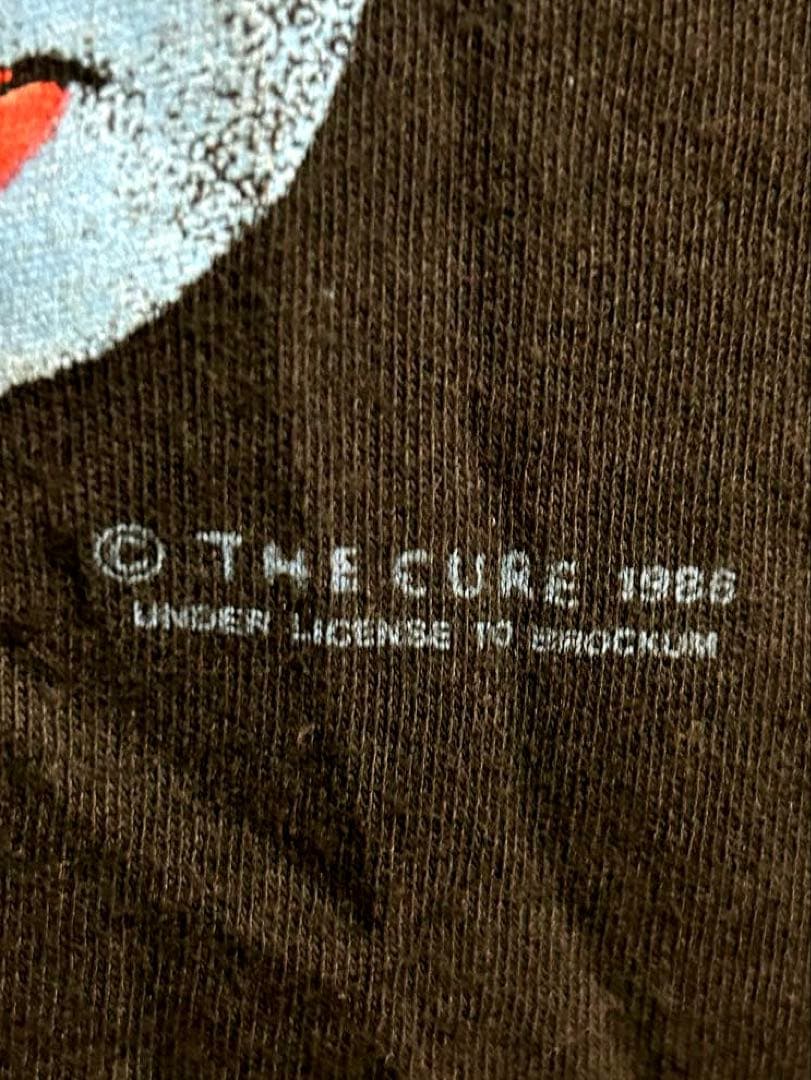 © THE CURE 1986
UNDER LICENSE TO BROCKUM